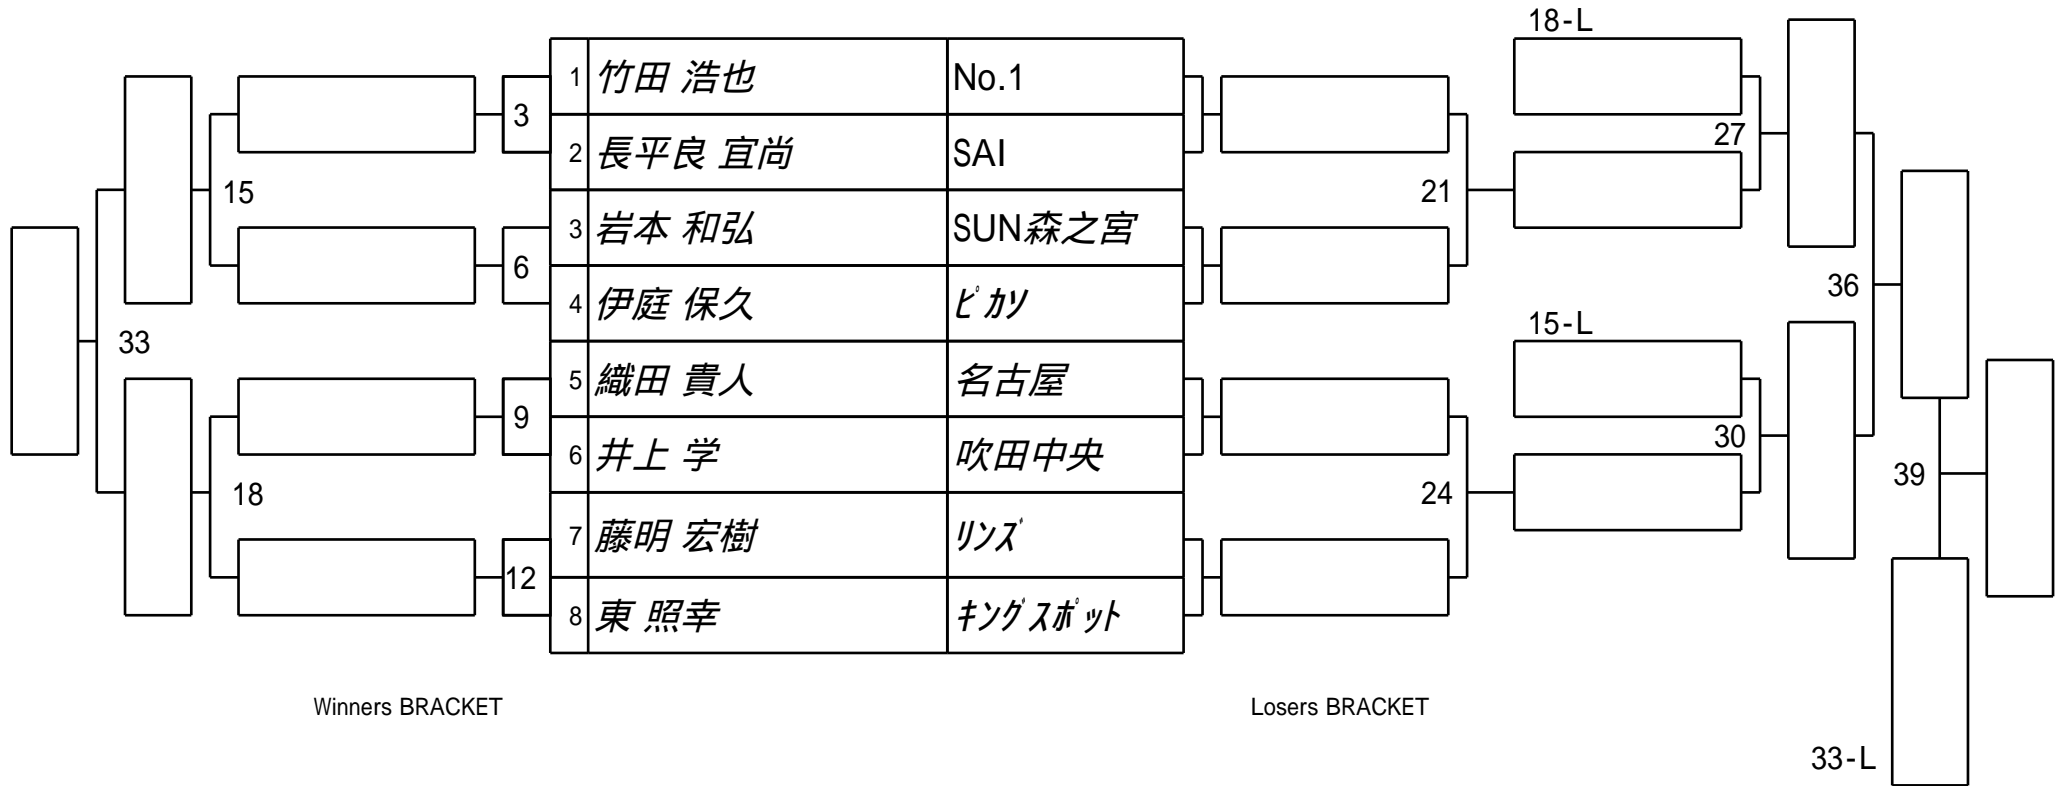 18-L
1 竹田 浩也 No.1
3
2 長平良 宜尚 SAI
27
15
21
3 岩本 和弘 SUN森之宮
6
4 伊庭 保久 ピカソ
36
33
15-L
5 織田 貴人 名古屋
9
6 井上 学 吹田中央
30
39
18
24
7 藤明 宏樹 リンズ
12
8 東 照幸 キングスポット
Winners BRACKET
Losers BRACKET
33-L